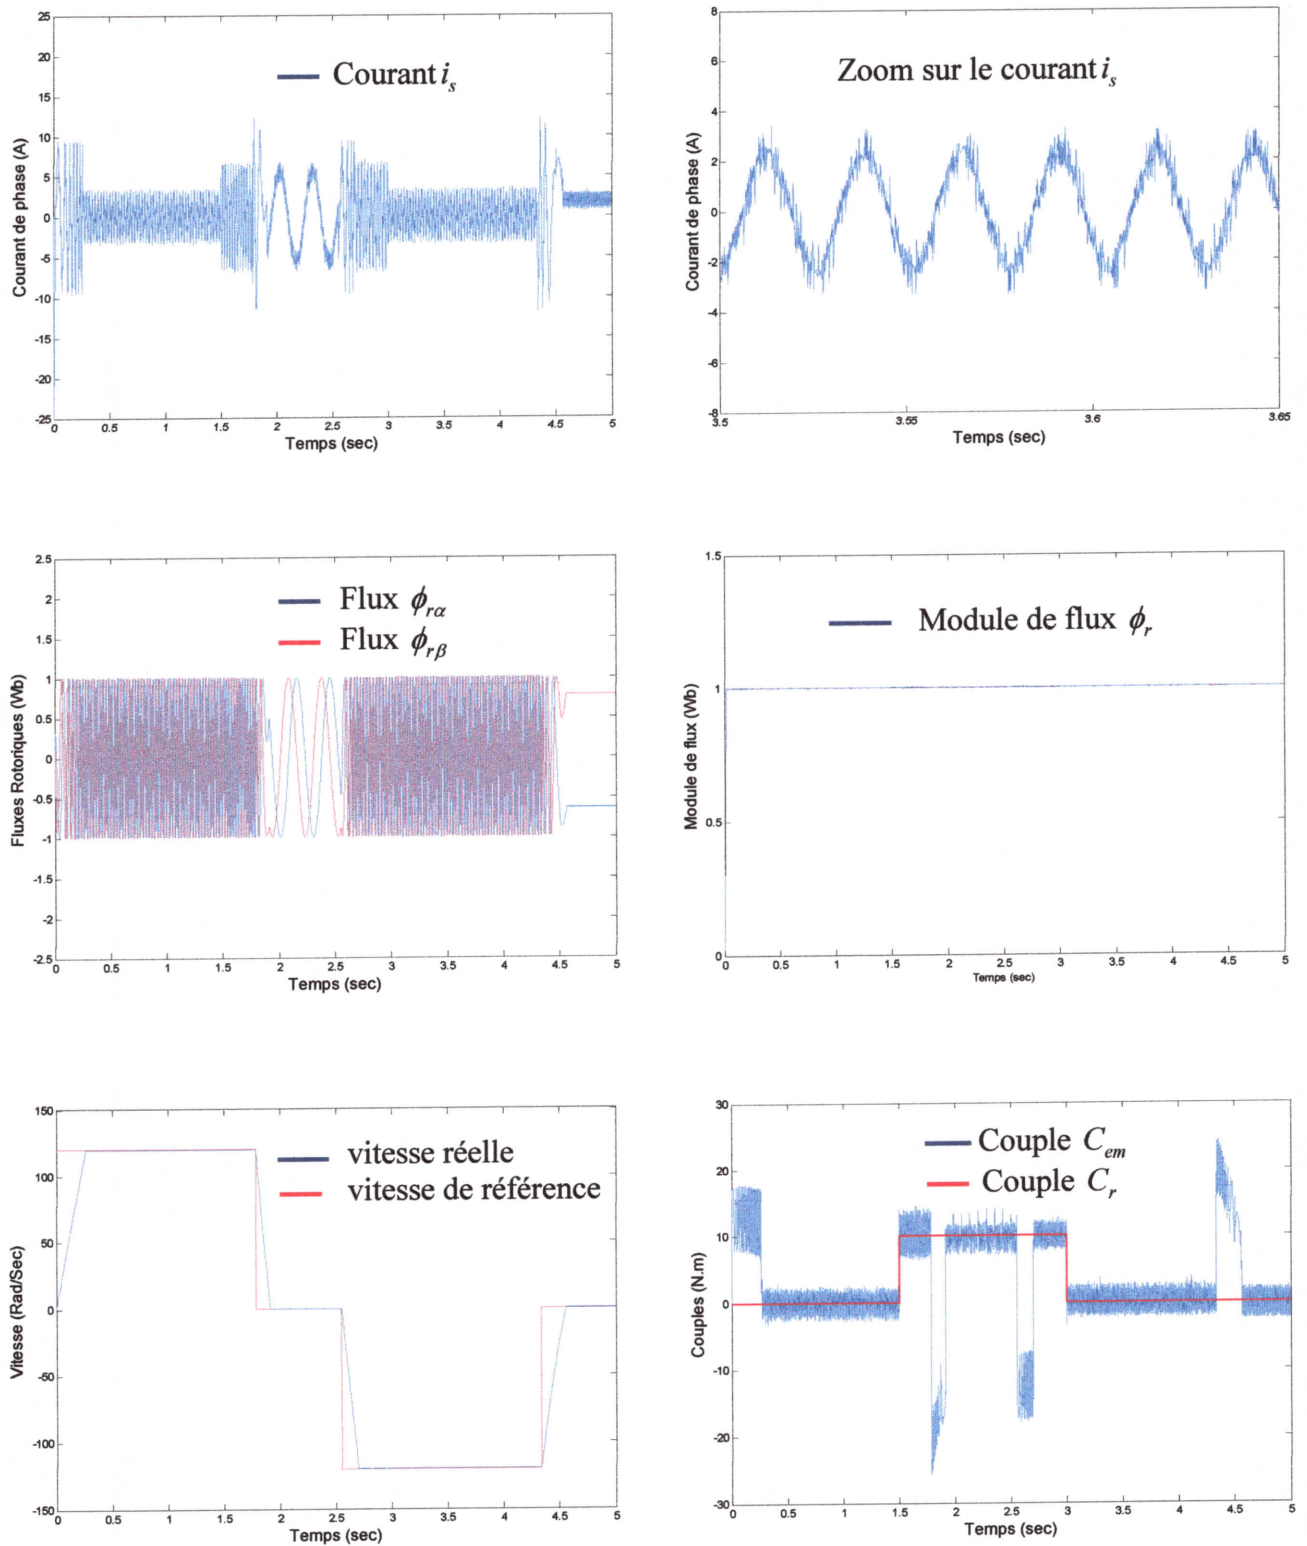 25
20
15
10
5
0
-5
-10
-15
-20
-25
Courant de phase (A)
Courant i_s
0 0.5 1 1.5 2 2.5 3 3.5 4 4.5 5
Temps (sec)
8
6
4
2
0
-2
-4
-6
-8
Courant de phase (A)
Zoom sur le courant i_s
3.5 3.55 3.6 3.65
Temps (sec)
2.5
2
1.5
1
0.5
0
-0.5
-1
-1.5
-2
-2.5
Fluxes Rotoriques (Wb)
Flux ϕ_rα
Flux ϕ_rβ
0 0.5 1 1.5 2 2.5 3 3.5 4 4.5 5
Temps (sec)
1.5
1
0.5
0
Module de flux (Wb)
Module de flux ϕ_r
0 0.5 1 1.5 2 2.5 3 3.5 4 4.5 5
Temps (sec)
150
100
50
0
-50
-100
-150
Vitesse (Rad/Sec)
vitesse réelle
vitesse de référence
0 0.5 1 1.5 2 2.5 3 3.5 4 4.5 5
Temps (sec)
30
20
10
0
-10
-20
-30
Couples (N.m)
Couple C_em
Couple C_r
0 0.5 1 1.5 2 2.5 3 3.5 4 4.5 5
Temps (sec)